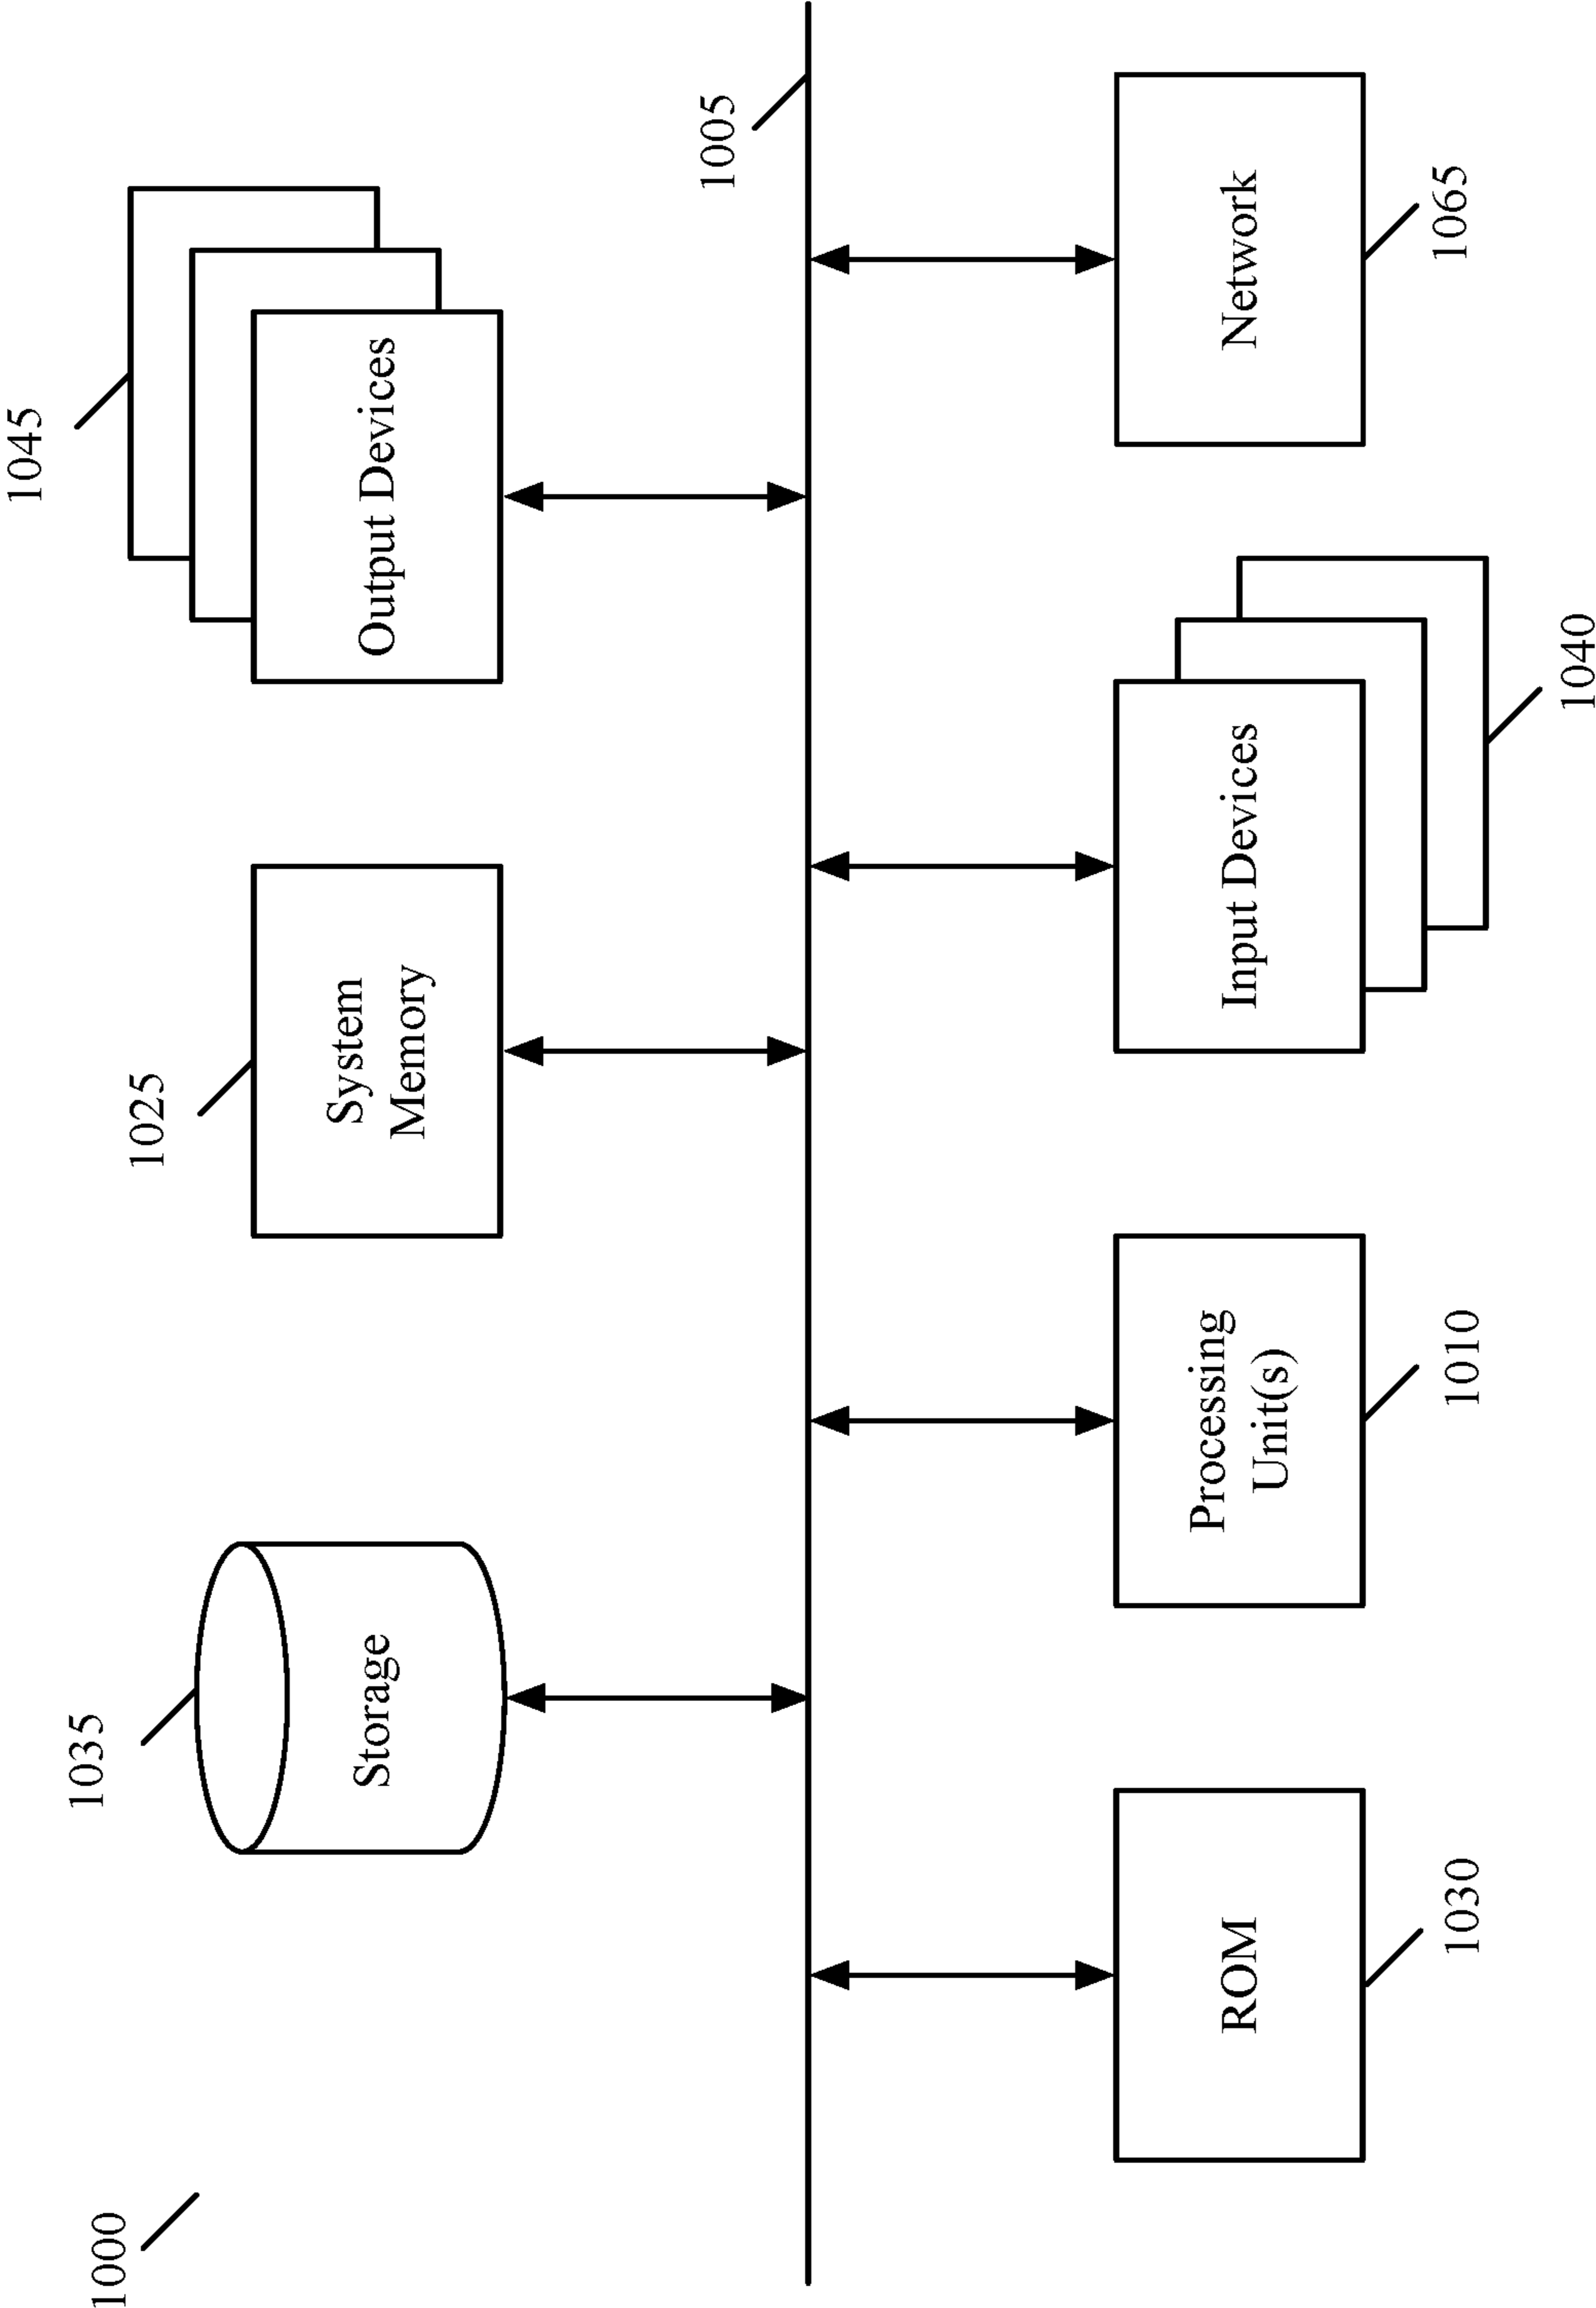 1000
1035
1025
1045
Storage
System
Memory
Output Devices
1005
ROM
Processing
Unit(s)
Input Devices
Network
1030
1010
1040
1065